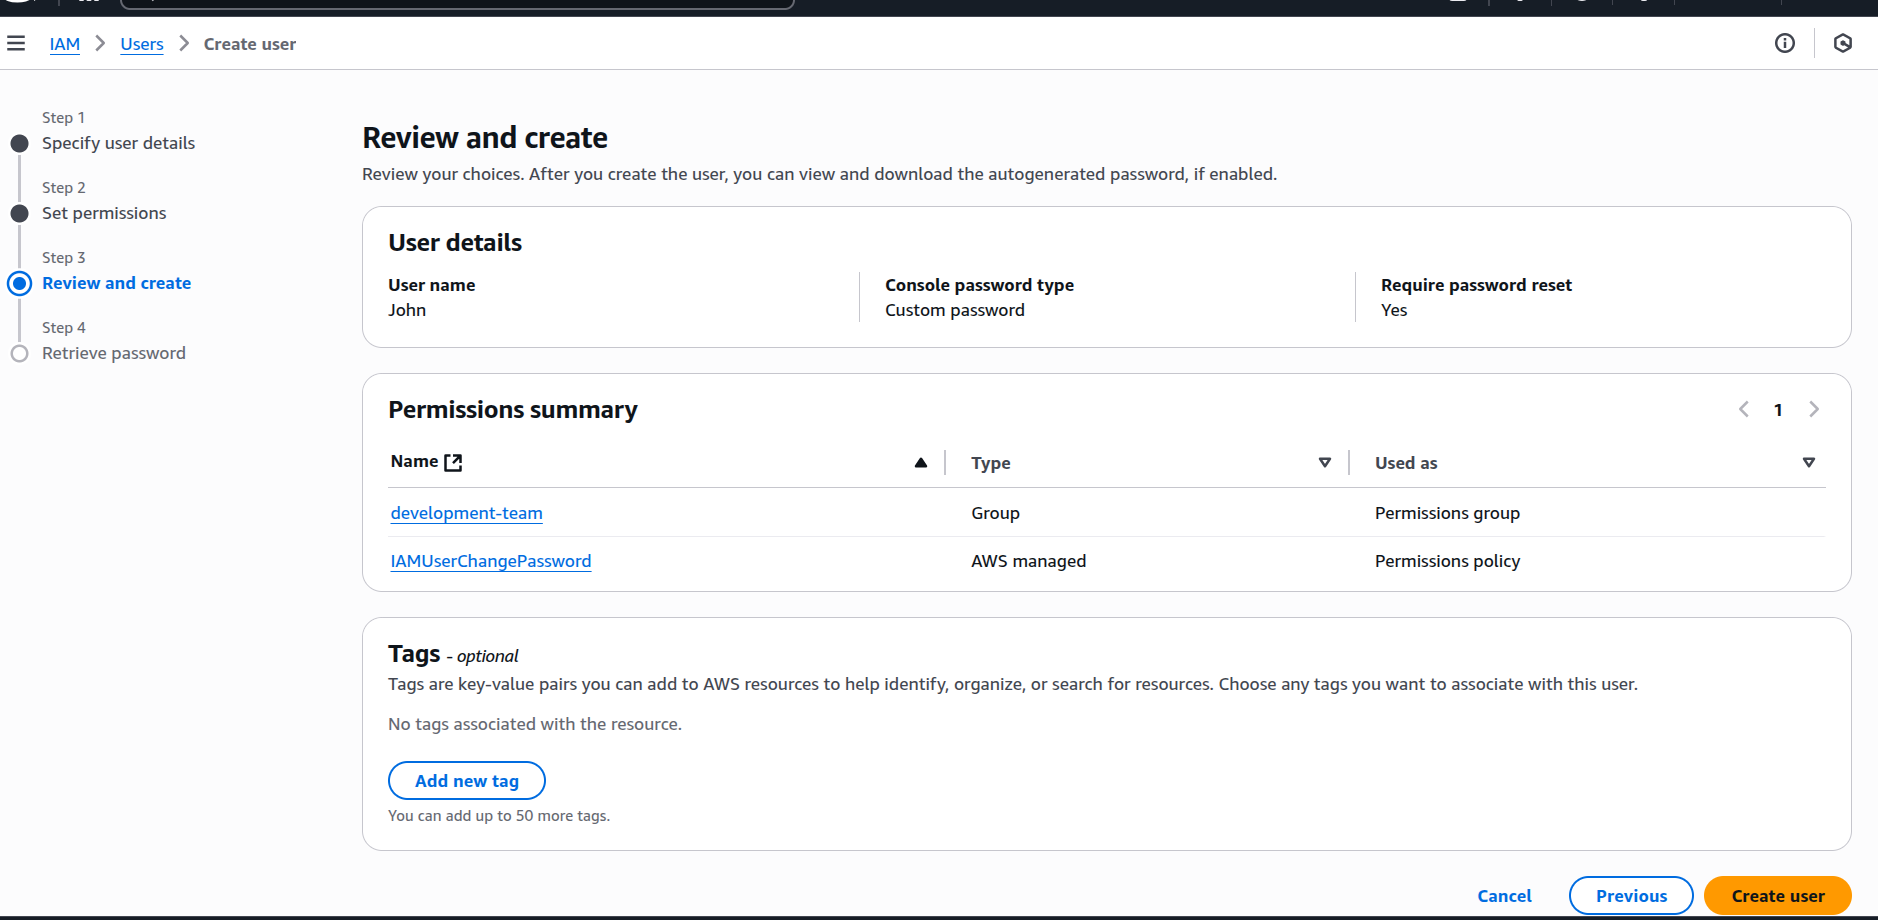 IAM > Users > Create user
Step 1
Specify user details
Step 2
Set permissions
Step 3
Review and create
Step 4
Retrieve password
Review and create
Review your choices. After you create the user, you can view and download the autogenerated password, if enabled.
User details
User name Console password type Require password reset
John Custom password Yes
Permissions summary 1
Name Type Used as
development-team Group Permissions group
IAMUserChangePassword AWS managed Permissions policy
Tags - optional
Tags are key-value pairs you can add to AWS resources to help identify, organize, or search for resources. Choose any tags you want to associate with this user.
No tags associated with the resource.
Add new tag
You can add up to 50 more tags.
Cancel Previous Create user